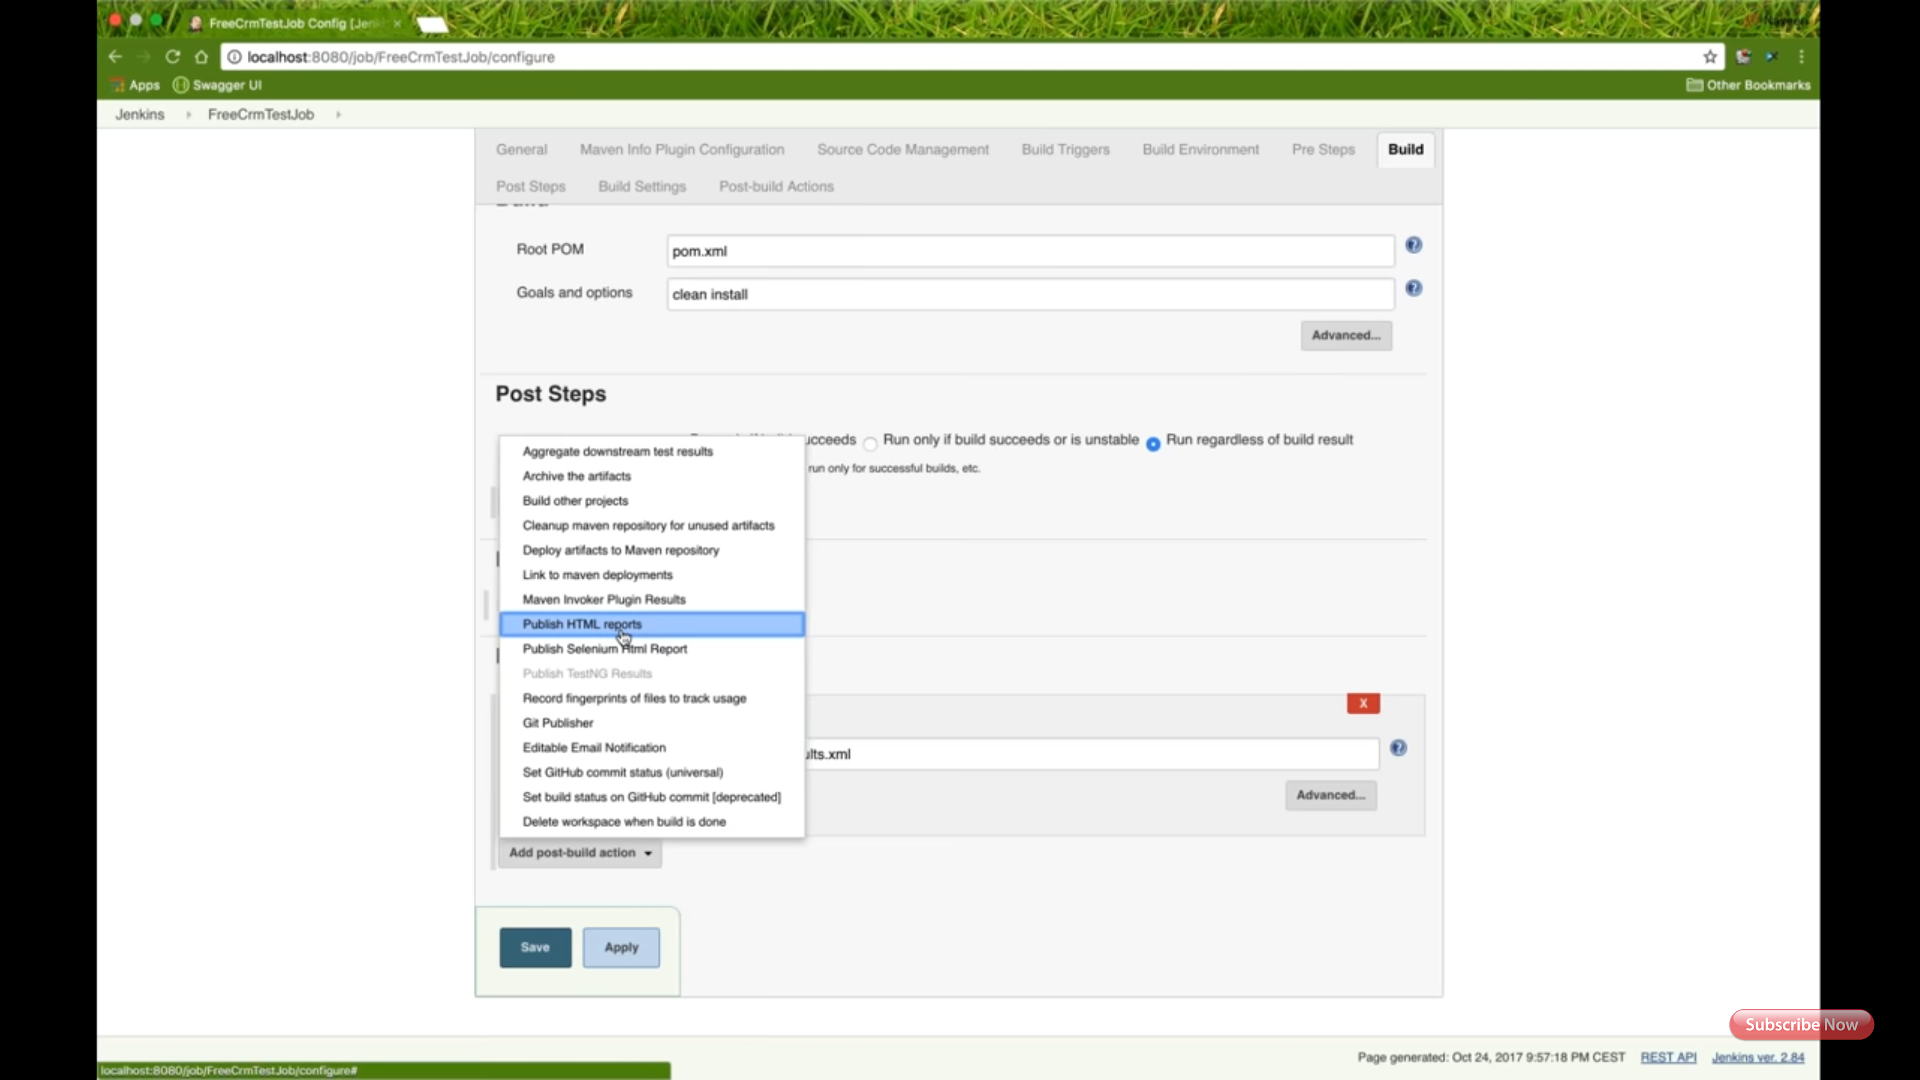 FreeCrmTestJob Config [Jen
localhost:8080/job/FreeCrmTestJob/configure
Apps Swagger UI Other Bookmarks
Jenkins FreeCrmTestJob
General Maven Info Plugin Configuration Source Code Management Build Triggers Build Environment Pre Steps Build
Post Steps Build Settings Post-build Actions
Root POM pom.xml
Goals and options clean install
Advanced...
Post Steps
ucceeds Run only if build succeeds or is unstable Run regardless of build result
run only for successful builds, etc.
Aggregate downstream test results
Archive the artifacts
Build other projects
Cleanup maven repository for unused artifacts
Deploy artifacts to Maven repository
Link to maven deployments
Maven Invoker Plugin Results
Publish HTML reports
Publish Selenium Html Report
Publish TestNG Results
Record fingerprints of files to track usage
X
Git Publisher
Editable Email Notification
ults.xml
Set GitHub commit status (universal)
Set build status on GitHub commit [deprecated]
Advanced...
Delete workspace when build is done
Add post-build action
Save Apply
Subscribe Now
Page generated: Oct 24, 2017 9:57:18 PM CEST REST API Jenkins ver. 2.84
localhost:8080/job/FreeCrmTestJob/configure#